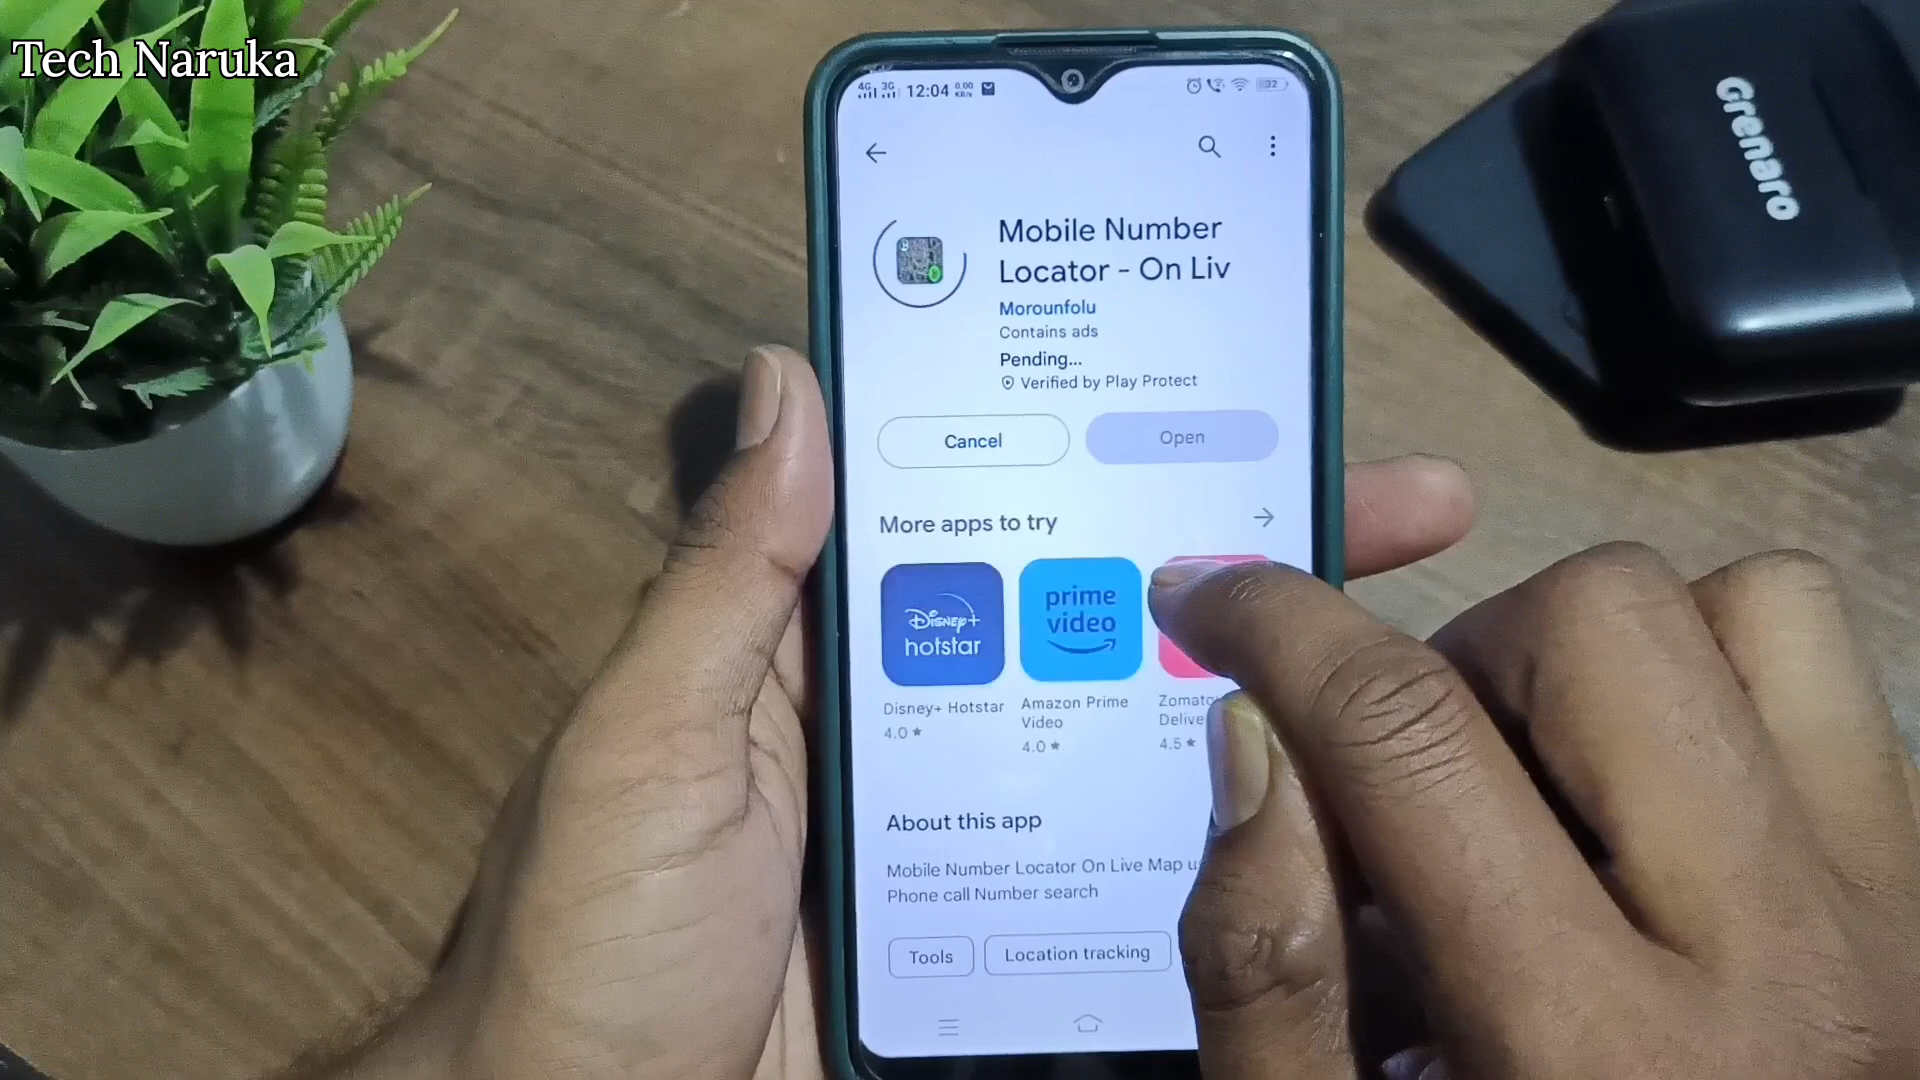 Tech Naruka
Grenaro
4G 3G 12:04 0.00 KB/s 32
Mobile Number
Locator - On Liv
Morounfolu
Contains ads
Pending...
Verified by Play Protect
Cancel
Open
More apps to try
Disney+
hotstar
prime
video
Disney+ Hotstar
4.0 ★
Amazon Prime
Video
4.0 ★
Zomato
Delive
4.5 ★
About this app
Mobile Number Locator On Live Map
Phone call Number search
Tools
Location tracking